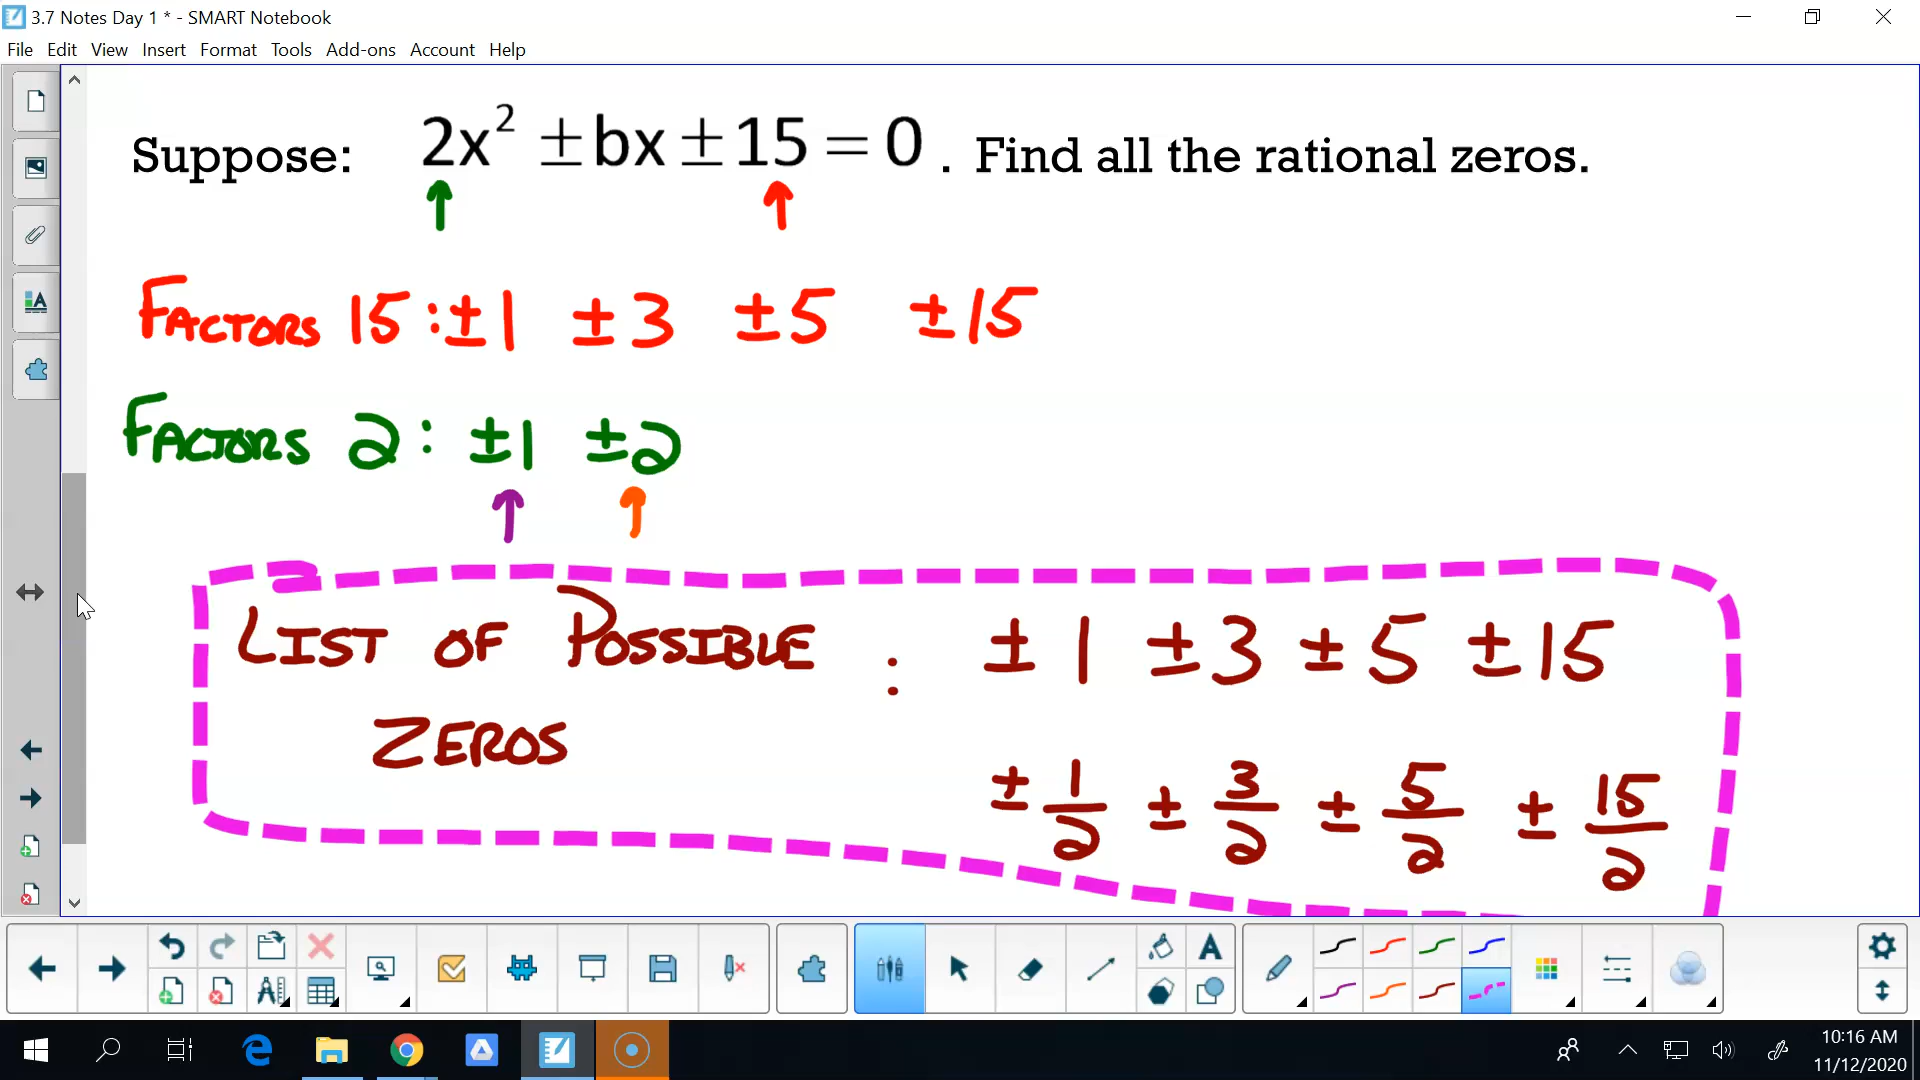 3.7 Notes Day 1 * - SMART Notebook
File Edit View Insert Format Tools Add-ons Account Help
Suppose: 2x² ± bx ± 15 = 0 . Find all the rational zeros.
FACTORS 15 : ±1 ±3 ±5 ±15
FACTORS 2 : ±1 ±2
LIST OF POSSIBLE : ±1 ±3 ±5 ±15
ZEROS ±1/2 ±3/2 ±5/2 ±15/2
10:16 AM
11/12/2020